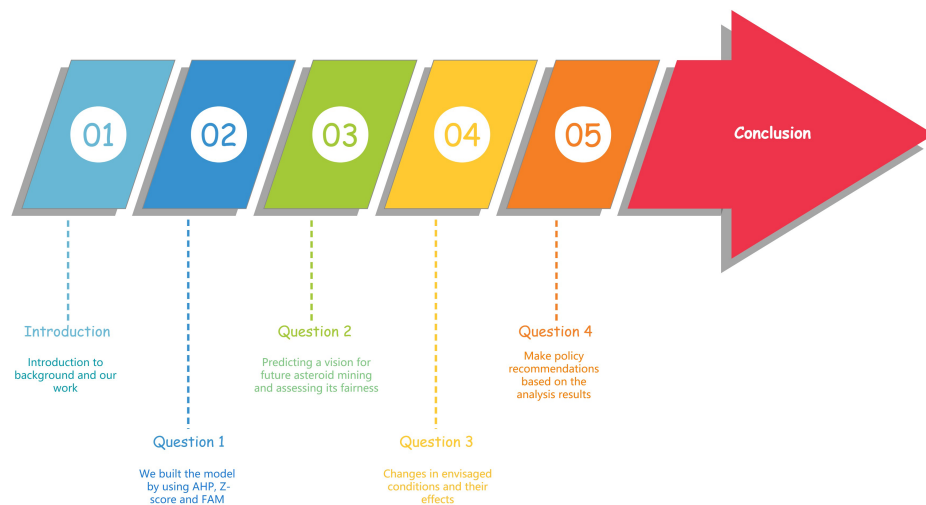 01
02
03
04
05
Conclusion
Introduction
Introduction to
background and our
work
Question 1
We built the model
by using AHP, Z-
score and FAM
Question 2
Predicting a vision for
future asteroid mining
and assessing its fairness
Question 3
Changes in envisaged
conditions and their
effects
Question 4
Make policy
recommendations
based on the
analysis results